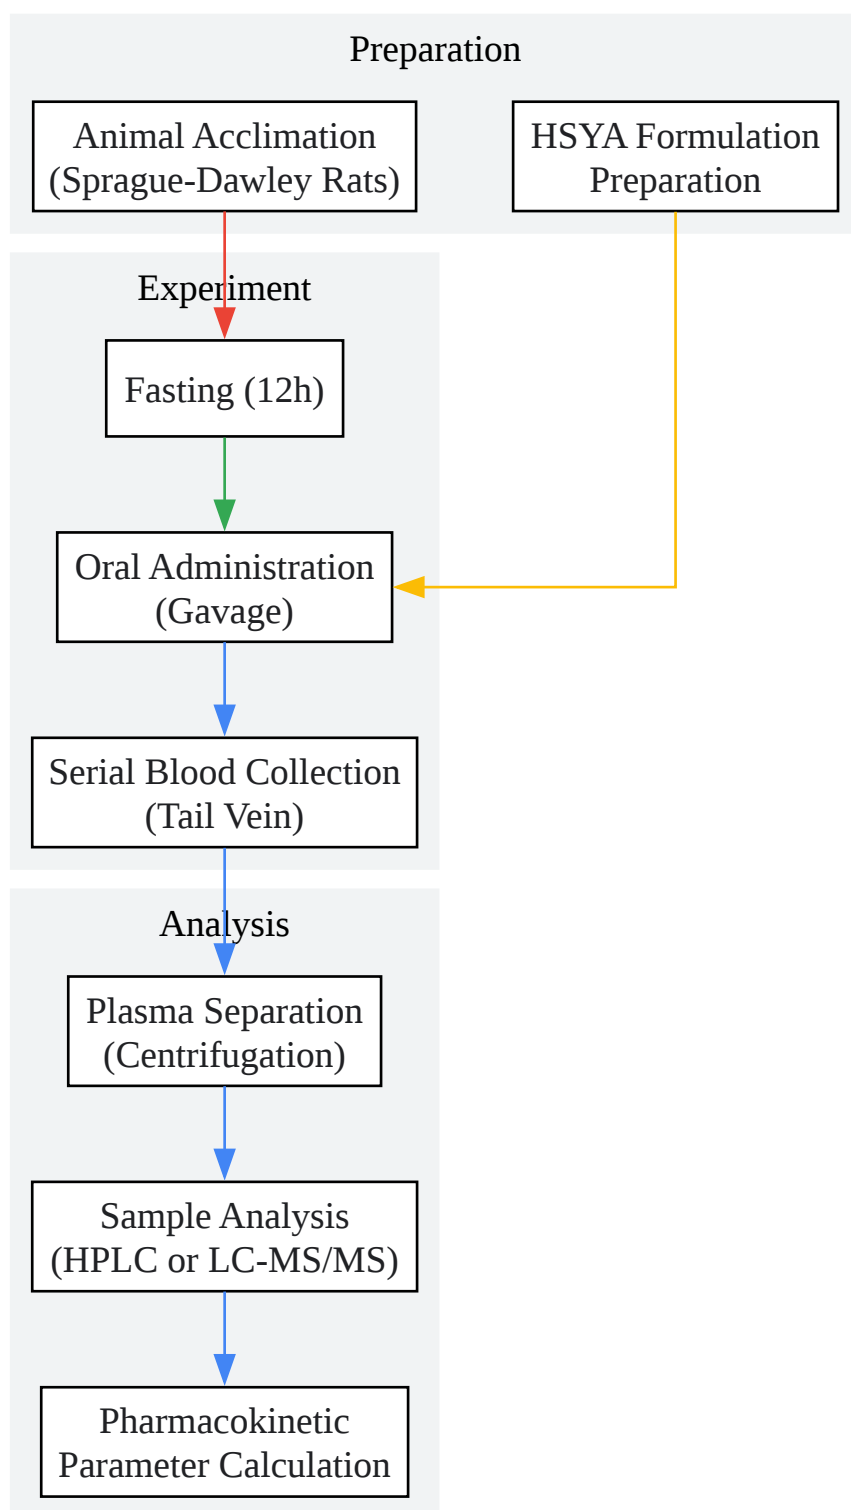 Preparation
Animal Acclimation
(Sprague-Dawley Rats)
HSYA Formulation
Preparation
Experiment
Fasting (12h)
Oral Administration
(Gavage)
Serial Blood Collection
(Tail Vein)
Analysis
Plasma Separation
(Centrifugation)
Sample Analysis
(HPLC or LC-MS/MS)
Pharmacokinetic
Parameter Calculation